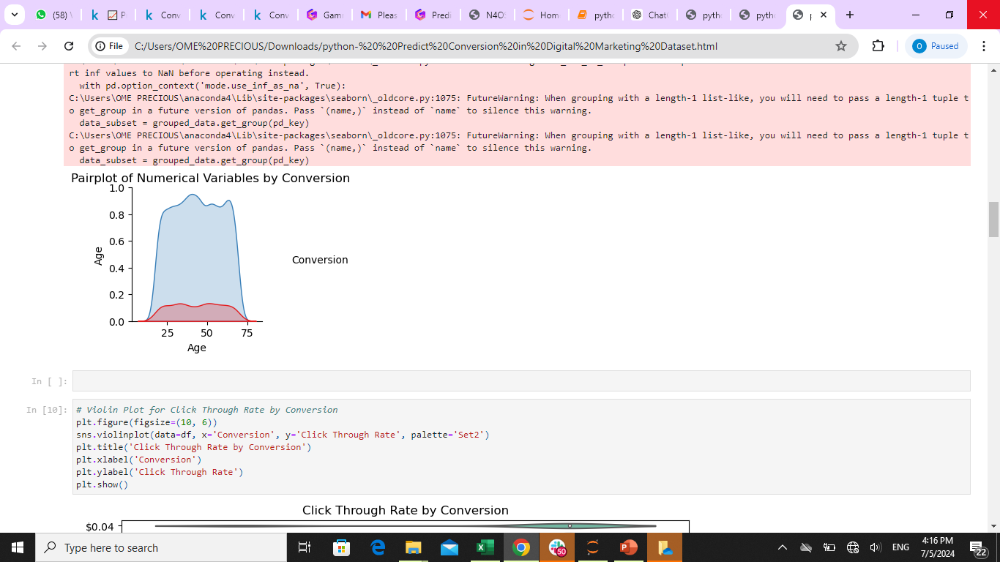 (58) \
P
Conv
Conv
Conv
Game
Pleas
Predi
N4O!
Home
pytho
Chat(
pytho
pytho
File
C:/Users/OME%20PRECIOUS/Downloads/python-%20%20Predict%20Conversion%20in%20Digital%20Marketing%20Dataset.html
O
Paused
rt inf values to NaN before operating instead.
with pd.option_context('mode.use_inf_as_na', True):
C:\Users\OME PRECIOUS\anaconda4\Lib\site-packages\seaborn\_oldcore.py:1075: FutureWarning: When grouping with a length-1 list-like, you will need to pass a length-1 tuple t
o get_group in a future version of pandas. Pass `(name,)` instead of `name` to silence this warning.
data_subset = grouped_data.get_group(pd_key)
C:\Users\OME PRECIOUS\anaconda4\Lib\site-packages\seaborn\_oldcore.py:1075: FutureWarning: When grouping with a length-1 list-like, you will need to pass a length-1 tuple t
o get_group in a future version of pandas. Pass `(name,)` instead of `name` to silence this warning.
data_subset = grouped_data.get_group(pd_key)
Pairplot of Numerical Variables by Conversion
1.0
0.8
0.6
0.4
0.2
0.0
Age
Conversion
25 50 75
Age
In [ ]:
In [10]:
# Violin Plot for Click Through Rate by Conversion
plt.figure(figsize=(10, 6))
sns.violinplot(data=df, x='Conversion', y='Click Through Rate', palette='Set2')
plt.title('Click Through Rate by Conversion')
plt.xlabel('Conversion')
plt.ylabel('Click Through Rate')
plt.show()
Click Through Rate by Conversion
$0.04
Type here to search
50
ENG
4:16 PM
7/5/2024
22